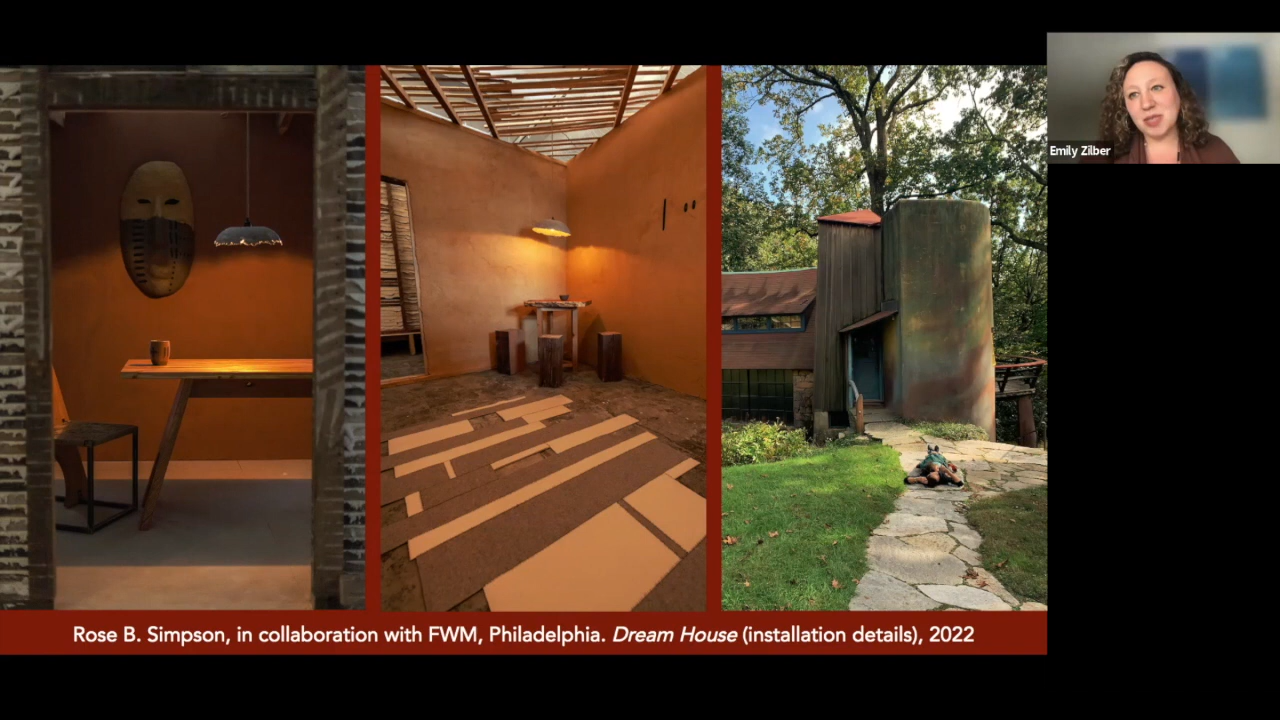 Emily Zilber
Rose B. Simpson, in collaboration with FWM, Philadelphia. Dream House (installation details), 2022